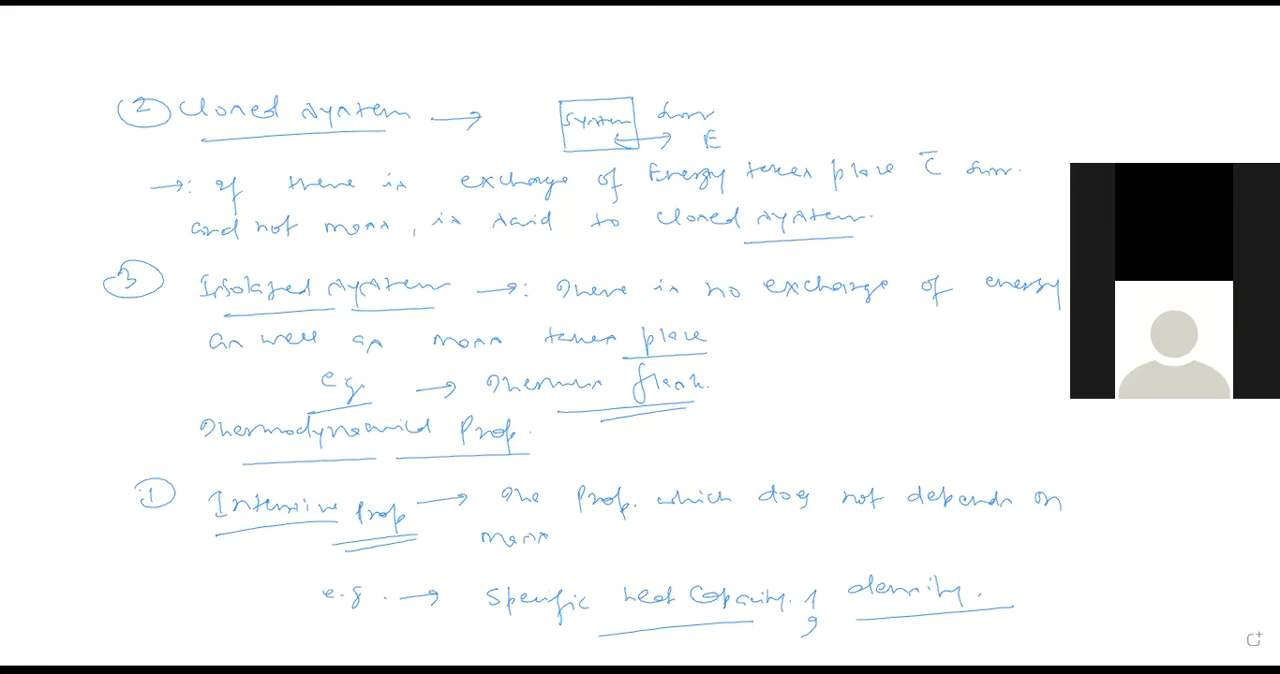 ② Closed system → System surr
E
→: If there is exchange of Energy takes place c̄ surr.
and not mass, is said to closed system.
③ Isolated system →: There is no exchange of energy
as well as mass takes place
eg. → Thermus flask.
Thermodynamical Prop.
① Intensive Prop → The Prop. which does not depends on
mass
e.g. → Specific heat Capacity, density.